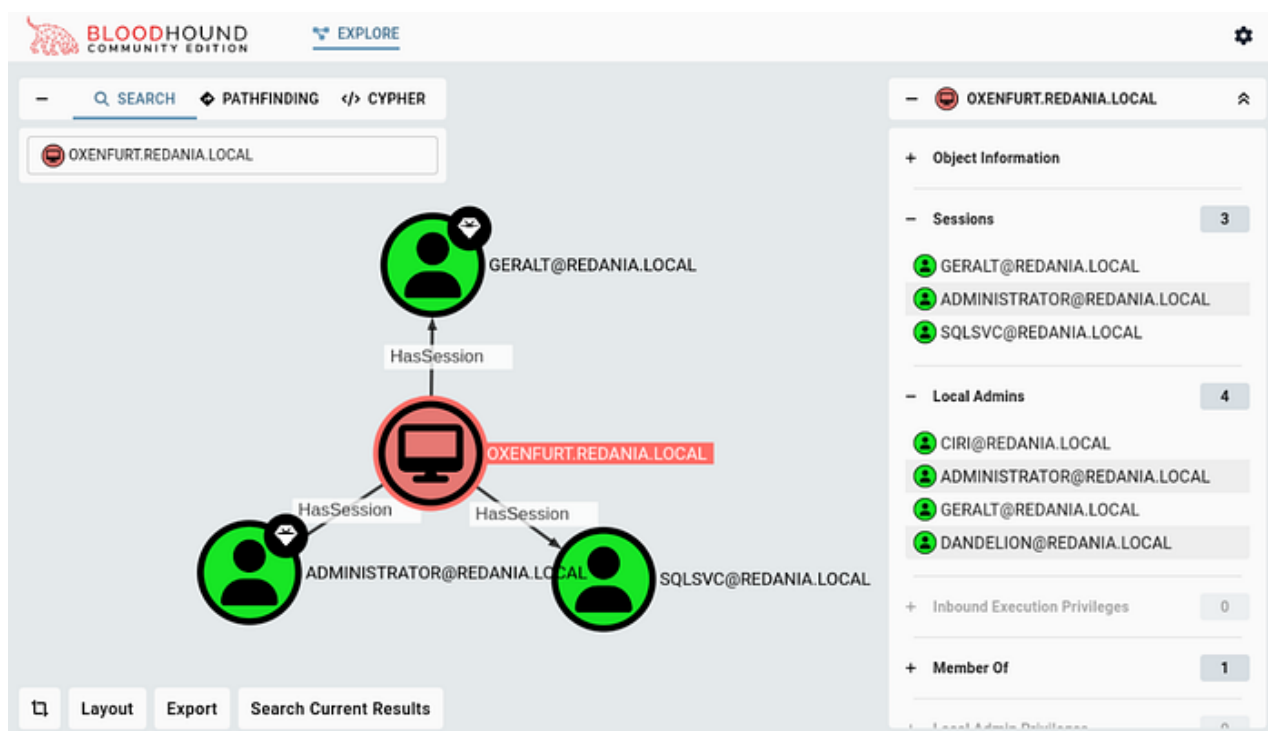 BLOODHOUND
COMMUNITY EDITION
EXPLORE
SEARCH
PATHFINDING
</> CYPHER
OXENFURT.REDANIA.LOCAL
GERALT@REDANIA.LOCAL
HasSession
OXENFURT.REDANIA.LOCAL
HasSession
HasSession
ADMINISTRATOR@REDANIA.LOCAL
SQLSVC@REDANIA.LOCAL
Layout
Export
Search Current Results
OXENFURT.REDANIA.LOCAL
+ Object Information
− Sessions 3
GERALT@REDANIA.LOCAL
ADMINISTRATOR@REDANIA.LOCAL
SQLSVC@REDANIA.LOCAL
− Local Admins 4
CIRI@REDANIA.LOCAL
ADMINISTRATOR@REDANIA.LOCAL
GERALT@REDANIA.LOCAL
DANDELION@REDANIA.LOCAL
+ Inbound Execution Privileges 0
+ Member Of 1
+ Local Admin Privileges 0